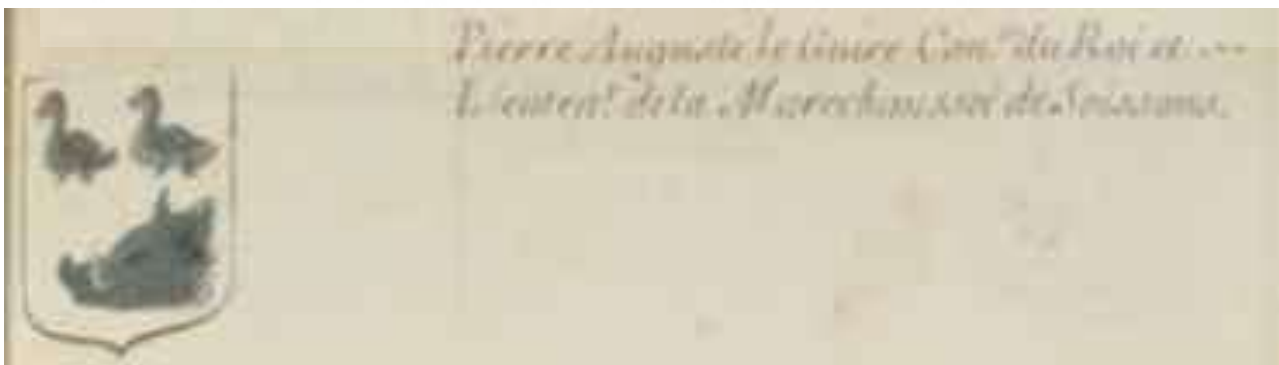 Pierre Auguste le Con.er du Roi et ---
Lieuten.t de la Marechaussée de Soissons.